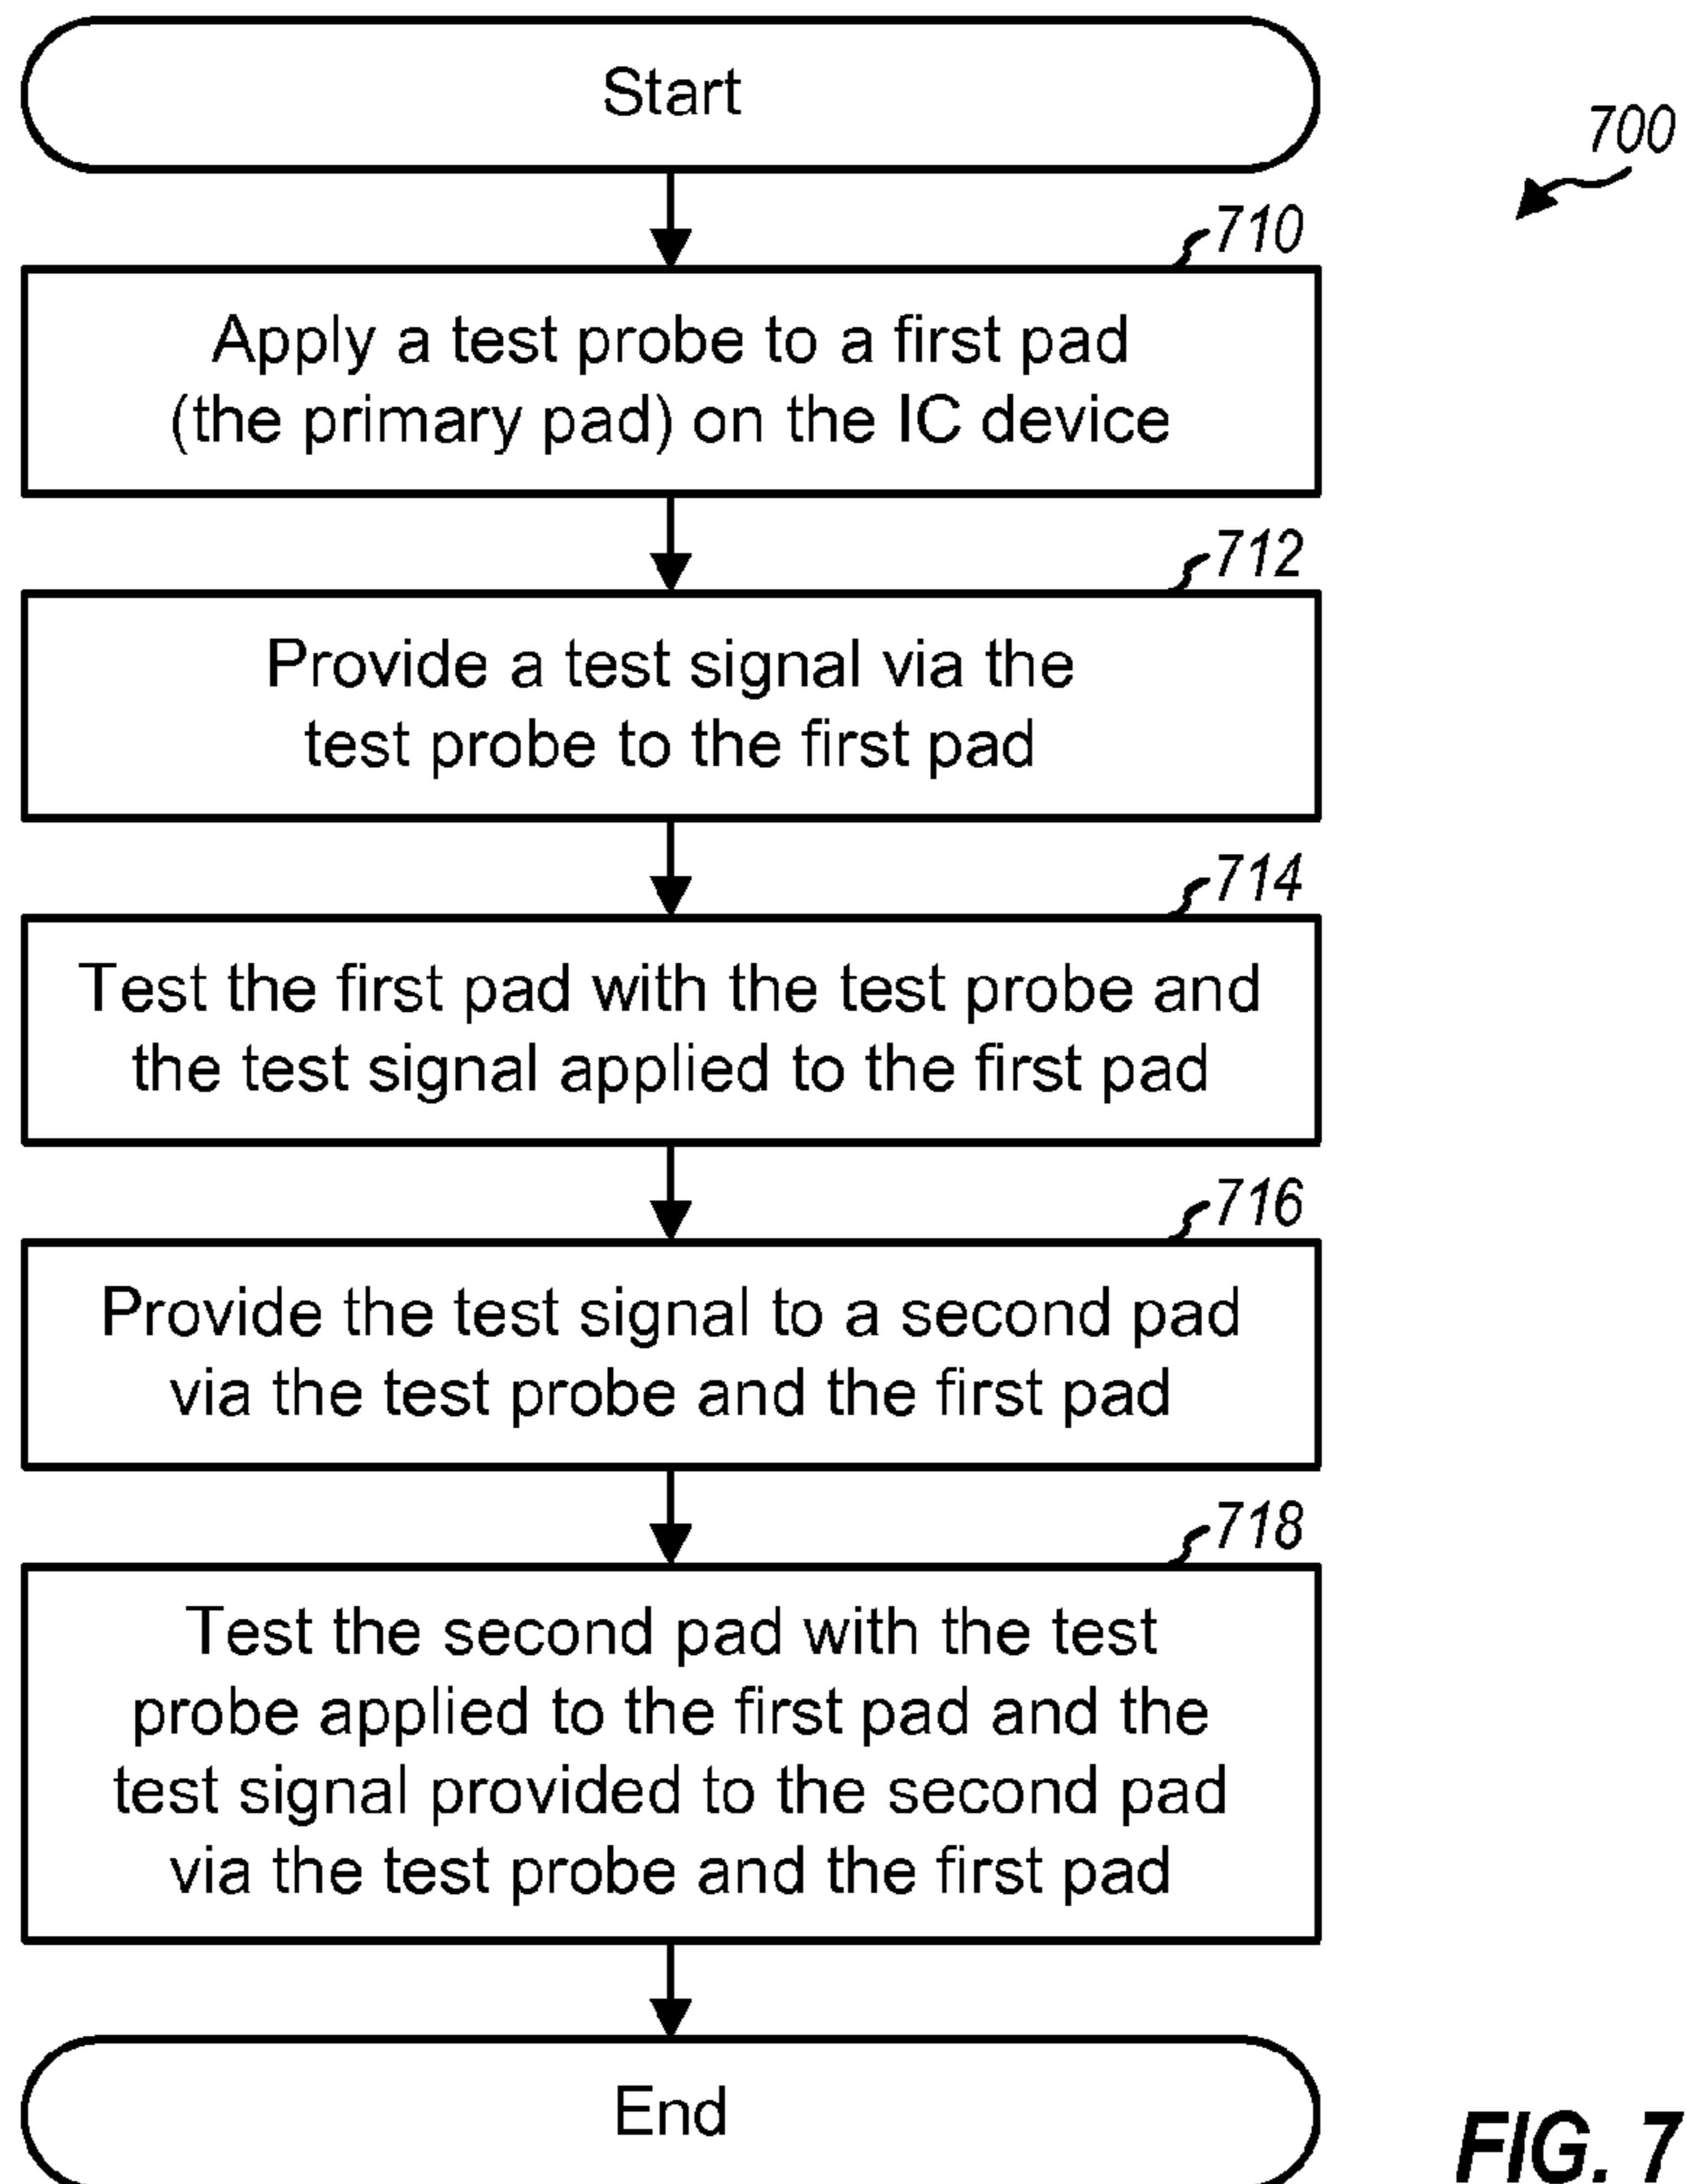 Start
700
710
Apply a test probe to a first pad
(the primary pad) on the IC device
712
Provide a test signal via the
test probe to the first pad
714
Test the first pad with the test probe and
the test signal applied to the first pad
716
Provide the test signal to a second pad
via the test probe and the first pad
718
Test the second pad with the test
probe applied to the first pad and the
test signal provided to the second pad
via the test probe and the first pad
End
FIG. 7